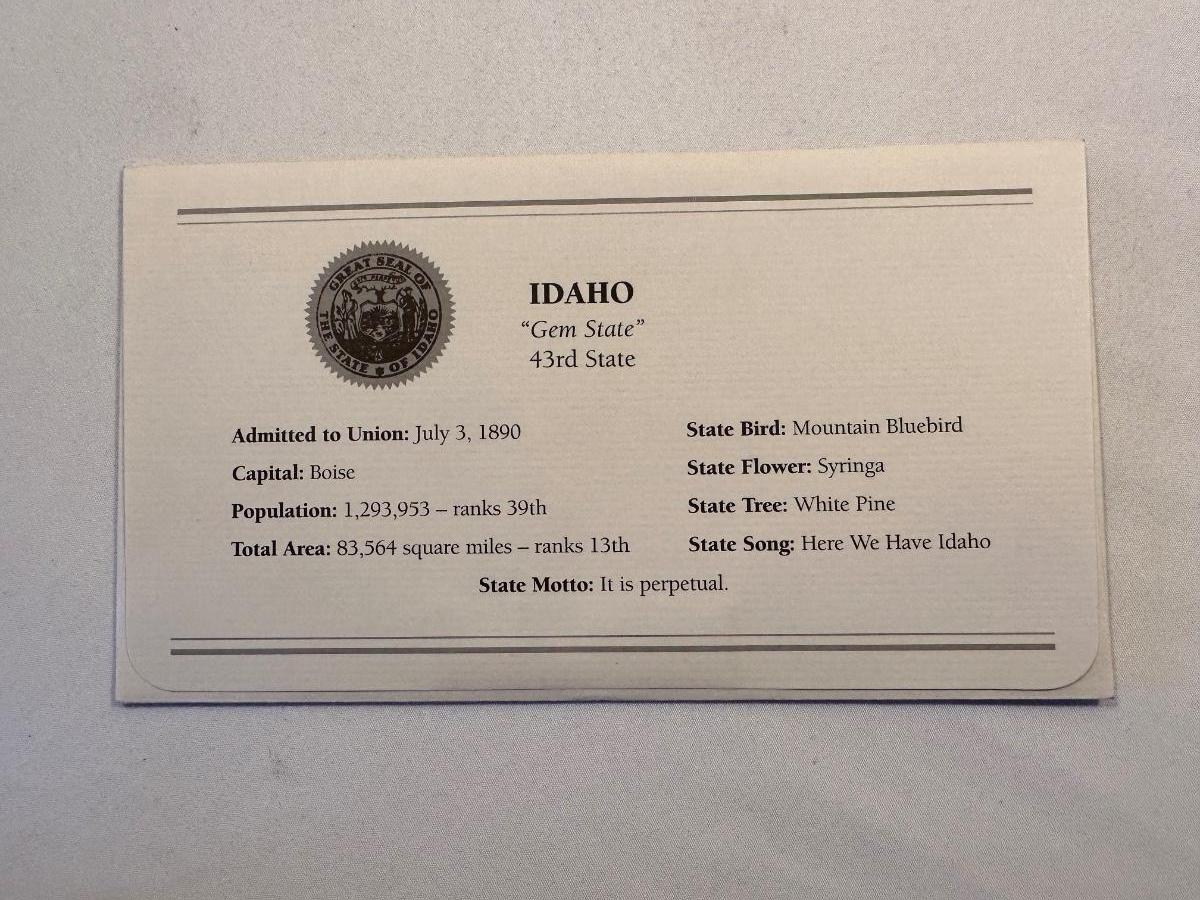 GREAT SEAL OF
THE STATE OF IDAHO
IDAHO
“Gem State”
43rd State
Admitted to Union: July 3, 1890
Capital: Boise
Population: 1,293,953 – ranks 39th
Total Area: 83,564 square miles – ranks 13th
State Bird: Mountain Bluebird
State Flower: Syringa
State Tree: White Pine
State Song: Here We Have Idaho
State Motto: It is perpetual.